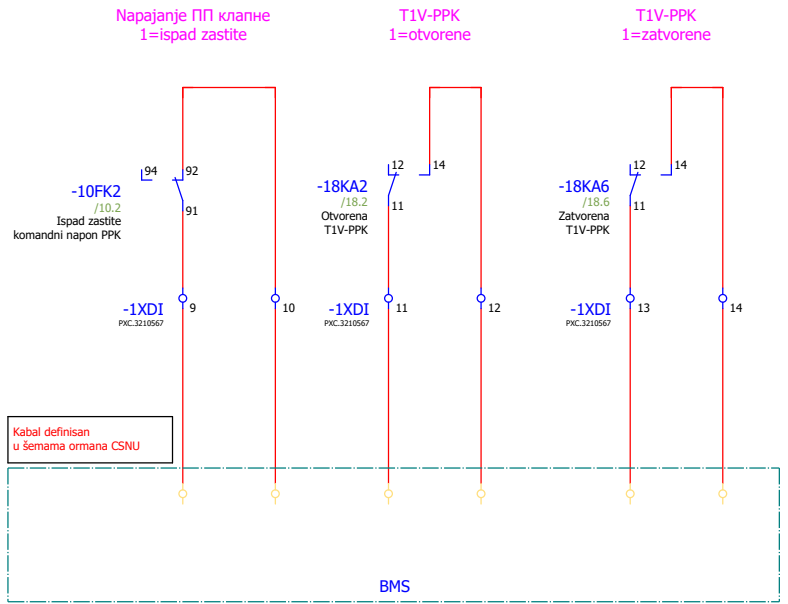 Napajanje ПП клапне
1=ispad zastite
T1V-PPK
1=otvorene
T1V-PPK
1=zatvorene
94
92
-10FK2
/10.2
Ispad zastite
komandni napon PPK
91
12
14
-18KA2
/18.2
Otvorena
T1V-PPK
11
12
14
-18KA6
/18.6
Zatvorena
T1V-PPK
11
-1XDI
PXC.3210567
9
10
-1XDI
PXC.3210567
11
12
-1XDI
PXC.3210567
13
14
Kabal definisan
u šemama ormana CSNU
BMS